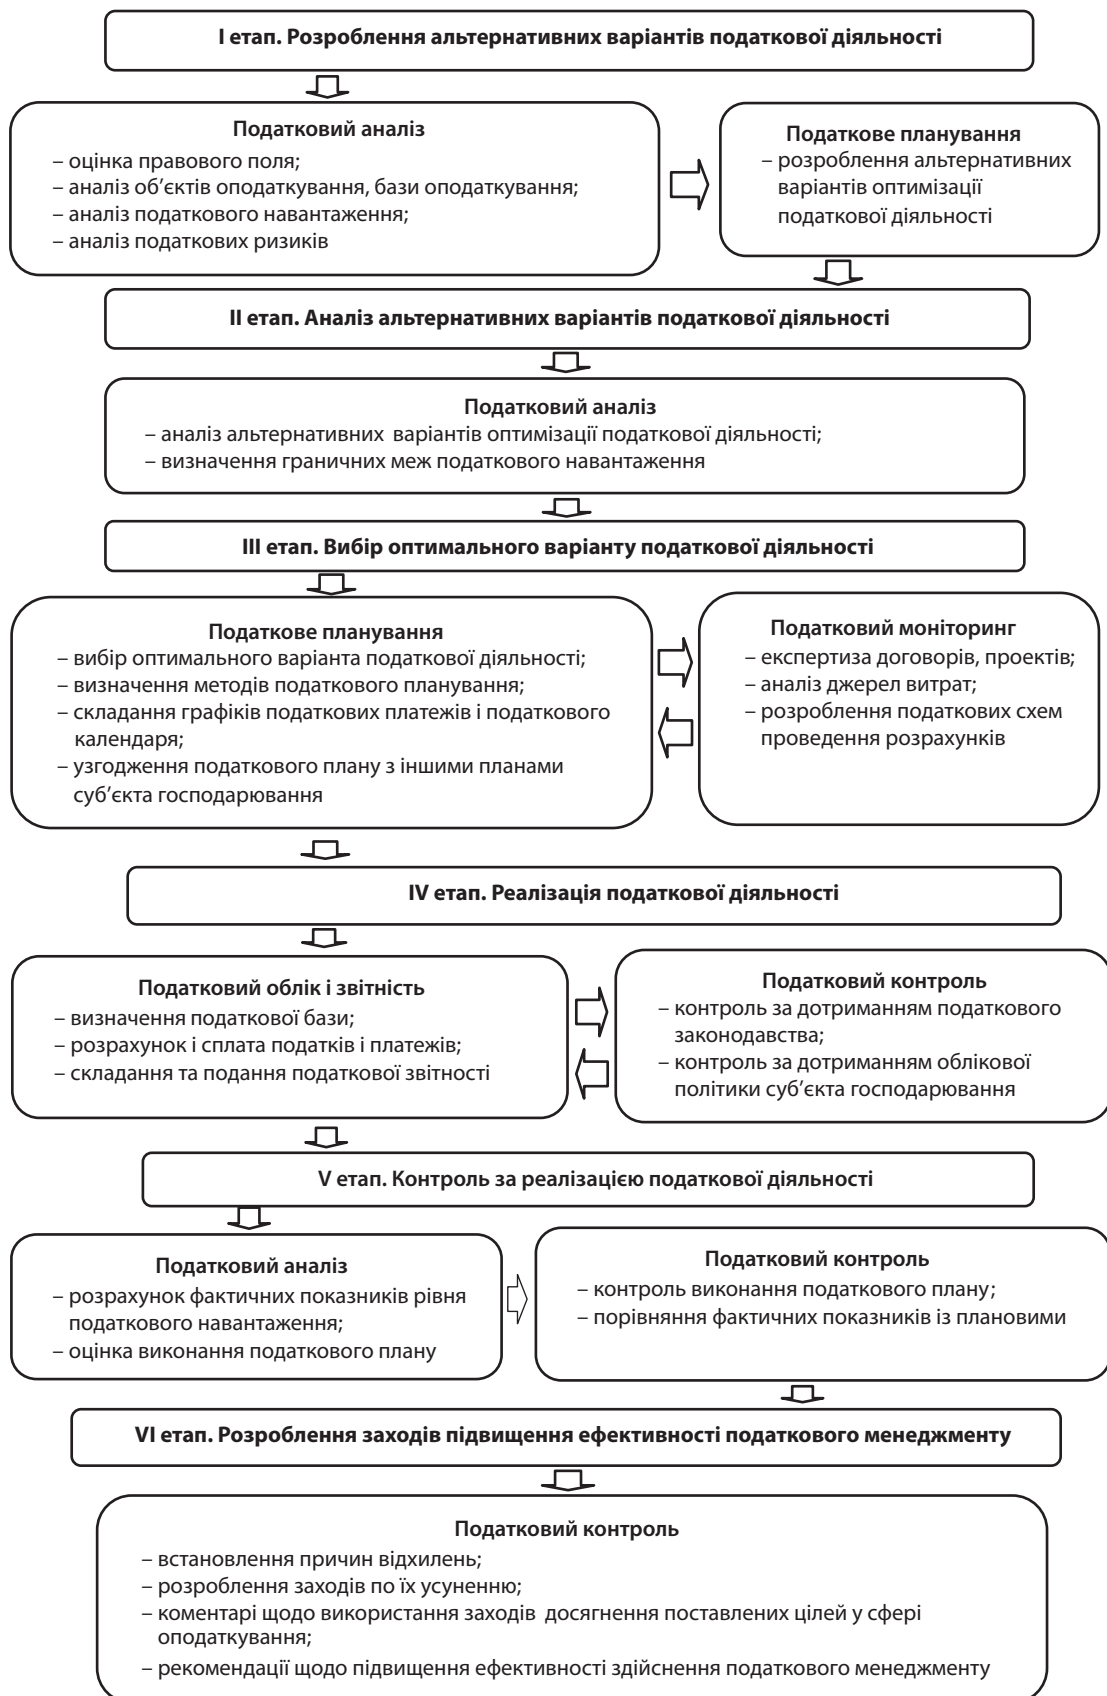 I етап. Розроблення альтернативних варіантів податкової діяльності
Податковий аналіз
– оцінка правового поля;
– аналіз об’єктів оподаткування, бази оподаткування;
– аналіз податкового навантаження;
– аналіз податкових ризиків
Податкове планування
– розроблення альтернативних
варіантів оптимізації
податкової діяльності
II етап. Аналіз альтернативних варіантів податкової діяльності
Податковий аналіз
– аналіз альтернативних варіантів оптимізації податкової діяльності;
– визначення граничних меж податкового навантаження
III етап. Вибір оптимального варіанту податкової діяльності
Податкове планування
– вибір оптимального варіанта податкової діяльності;
– визначення методів податкового планування;
– складання графіків податкових платежів і податкового
календаря;
– узгодження податкового плану з іншими планами
суб’єкта господарювання
Податковий моніторинг
– експертиза договорів, проектів;
– аналіз джерел витрат;
– розроблення податкових схем
проведення розрахунків
IV етап. Реалізація податкової діяльності
Податковий облік і звітність
– визначення податкової бази;
– розрахунок і сплата податків і платежів;
– складання та подання податкової звітності
Податковий контроль
– контроль за дотриманням податкового
законодавства;
– контроль за дотриманням облікової
політики суб’єкта господарювання
V етап. Контроль за реалізацією податкової діяльності
Податковий аналіз
– розрахунок фактичних показників рівня
податкового навантаження;
– оцінка виконання податкового плану
Податковий контроль
– контроль виконання податкового плану;
– порівняння фактичних показників із плановими
VI етап. Розроблення заходів підвищення ефективності податкового менеджменту
Податковий контроль
– встановлення причин відхилень;
– розроблення заходів по їх усуненню;
– коментарі щодо використання заходів досягнення поставлених цілей у сфері
оподаткування;
– рекомендації щодо підвищення ефективності здійснення податкового менеджменту